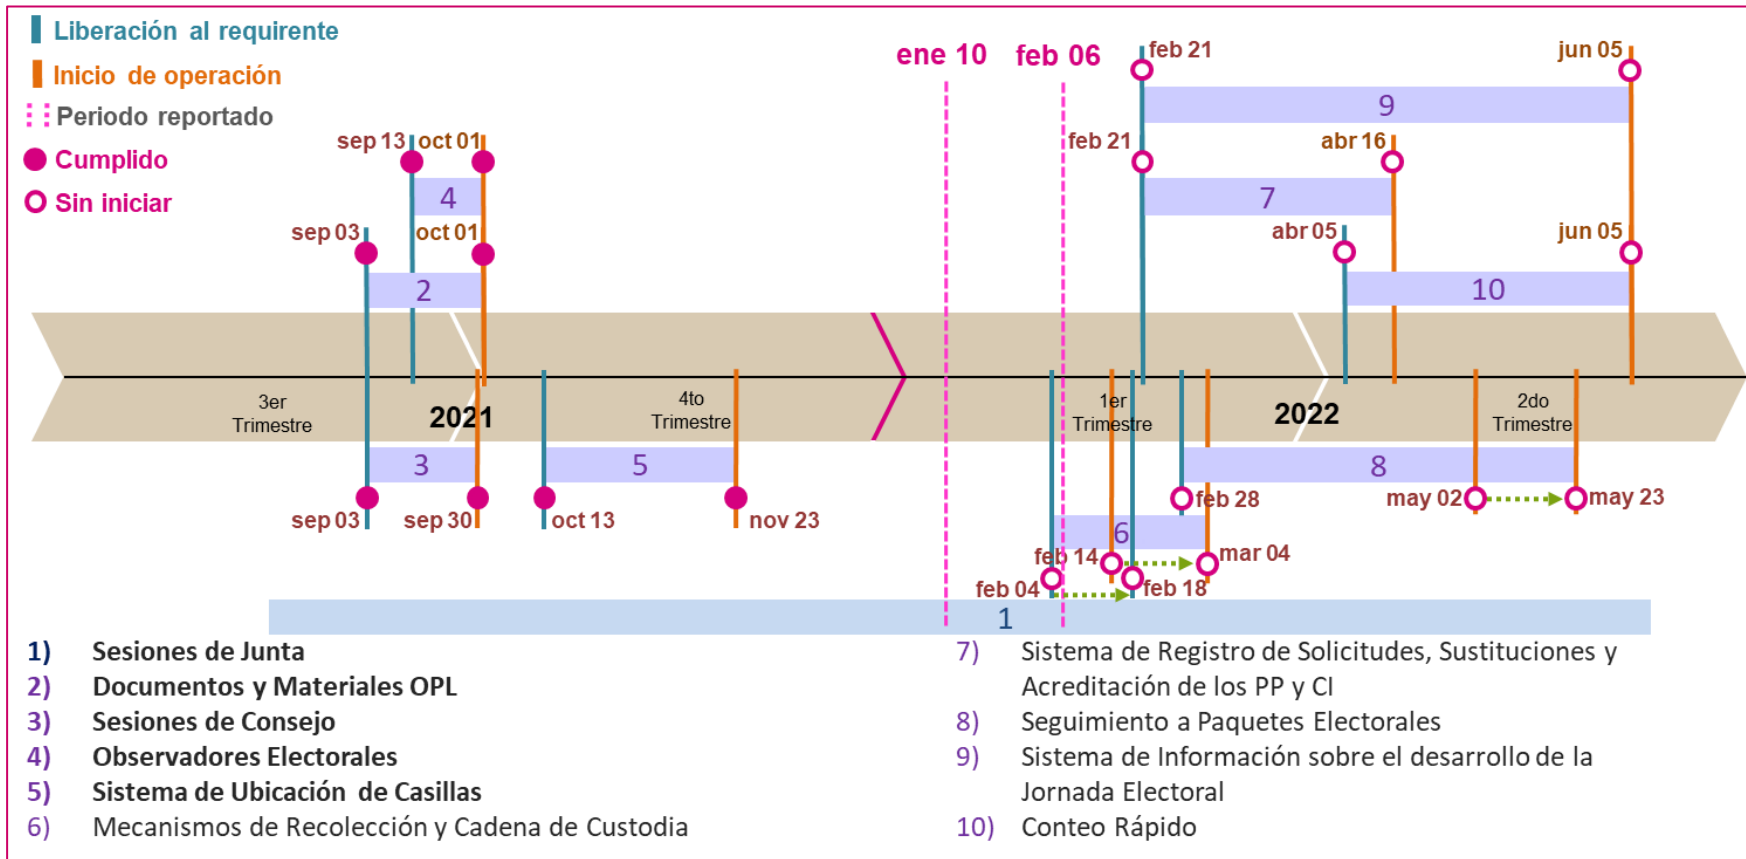 Liberación al requirente
Inicio de operación
Periodo reportado
Cumplido
Sin iniciar
ene 10
feb 06
feb 21
jun 05
9
sep 13
oct 01
feb 21
abr 16
4
7
sep 03
oct 01
abr 05
jun 05
2
10
3er
Trimestre
2021
4to
Trimestre
1er
Trimestre
2022
2do
Trimestre
3
5
8
sep 03
sep 30
oct 13
nov 23
feb 28
may 02
may 23
6
feb 14
mar 04
feb 04
feb 18
1
1) Sesiones de Junta
2) Documentos y Materiales OPL
3) Sesiones de Consejo
4) Observadores Electorales
5) Sistema de Ubicación de Casillas
6) Mecanismos de Recolección y Cadena de Custodia
7) Sistema de Registro de Solicitudes, Sustituciones y
Acreditación de los PP y CI
8) Seguimiento a Paquetes Electorales
9) Sistema de Información sobre el desarrollo de la
Jornada Electoral
10) Conteo Rápido